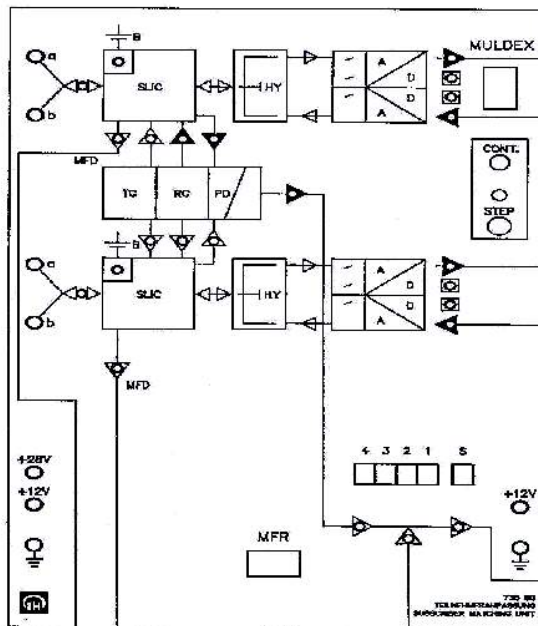 B
MULDEX
a
SLIC
HY
A
D
D
A
b
CONT.
MFD
TG RG PD
STEP
B
a
SLIC
HY
A
D
D
A
b
MFD
4 3 2 1 S
+28V
+12V
+12V
MFR
TEILNEHMERANPASSUNG
SUBSCRIBER MATCHING UNIT